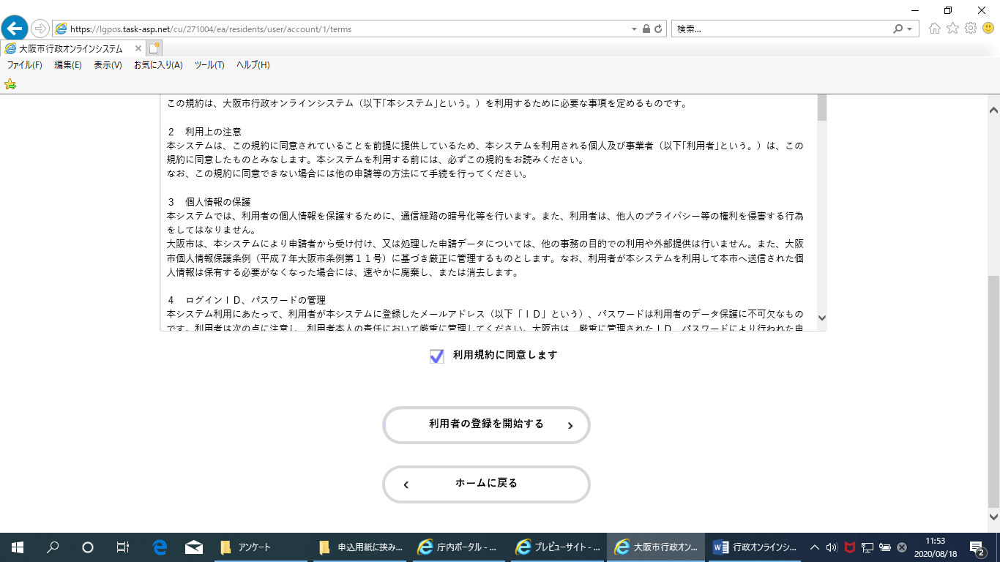 https://lgpos.task-asp.net/cu/271004/ea/residents/user/account/1/terms
検索...
大阪市行政オンラインシステム
ファイル(F) 編集(E) 表示(V) お気に入り(A) ツール(T) ヘルプ(H)
この規約は、大阪市行政オンラインシステム（以下｢本システム｣という。）を利用するために必要な事項を定めるものです。
２　利用上の注意
本システムは、この規約に同意されていることを前提に提供しているため、本システムを利用される個人及び事業者（以下｢利用者｣という。）は、この
規約に同意したものとみなします。本システムを利用する前には、必ずこの規約をお読みください。
なお、この規約に同意できない場合には他の申請等の方法にて手続を行ってください。
３　個人情報の保護
本システムでは、利用者の個人情報を保護するために、通信経路の暗号化等を行います。また、利用者は、他人のプライバシー等の権利を侵害する行為
をしてはなりません。
大阪市は、本システムにより申請者から受け付け、又は処理した申請データについては、他の事務の目的での利用や外部提供は行いません。また、大阪
市個人情報保護条例（平成７年大阪市条例第１１号）に基づき厳正に管理するものとします。なお、利用者が本システムを利用して本市へ送信された個
人情報は保有する必要がなくなった場合には、速やかに廃棄し、または消去します。
４　ログインＩＤ、パスワードの管理
本システム利用にあたって、利用者が本システムに登録したメールアドレス（以下「ＩＤ」という）、パスワードは利用者のデータ保護に不可欠なもの
です。利用者は次の点に注意し、利用者本人の責任において厳重に管理してください。大阪市は、厳重に管理されたＩＤ、パスワードにより行われた申
利用規約に同意します
利用者の登録を開始する
ホームに戻る
アンケート
申込用紙に挟み...
庁内ポータル - ...
プレビューサイト - ...
大阪市行政オン...
行政オンラインシ...
11:53
2020/08/18
2